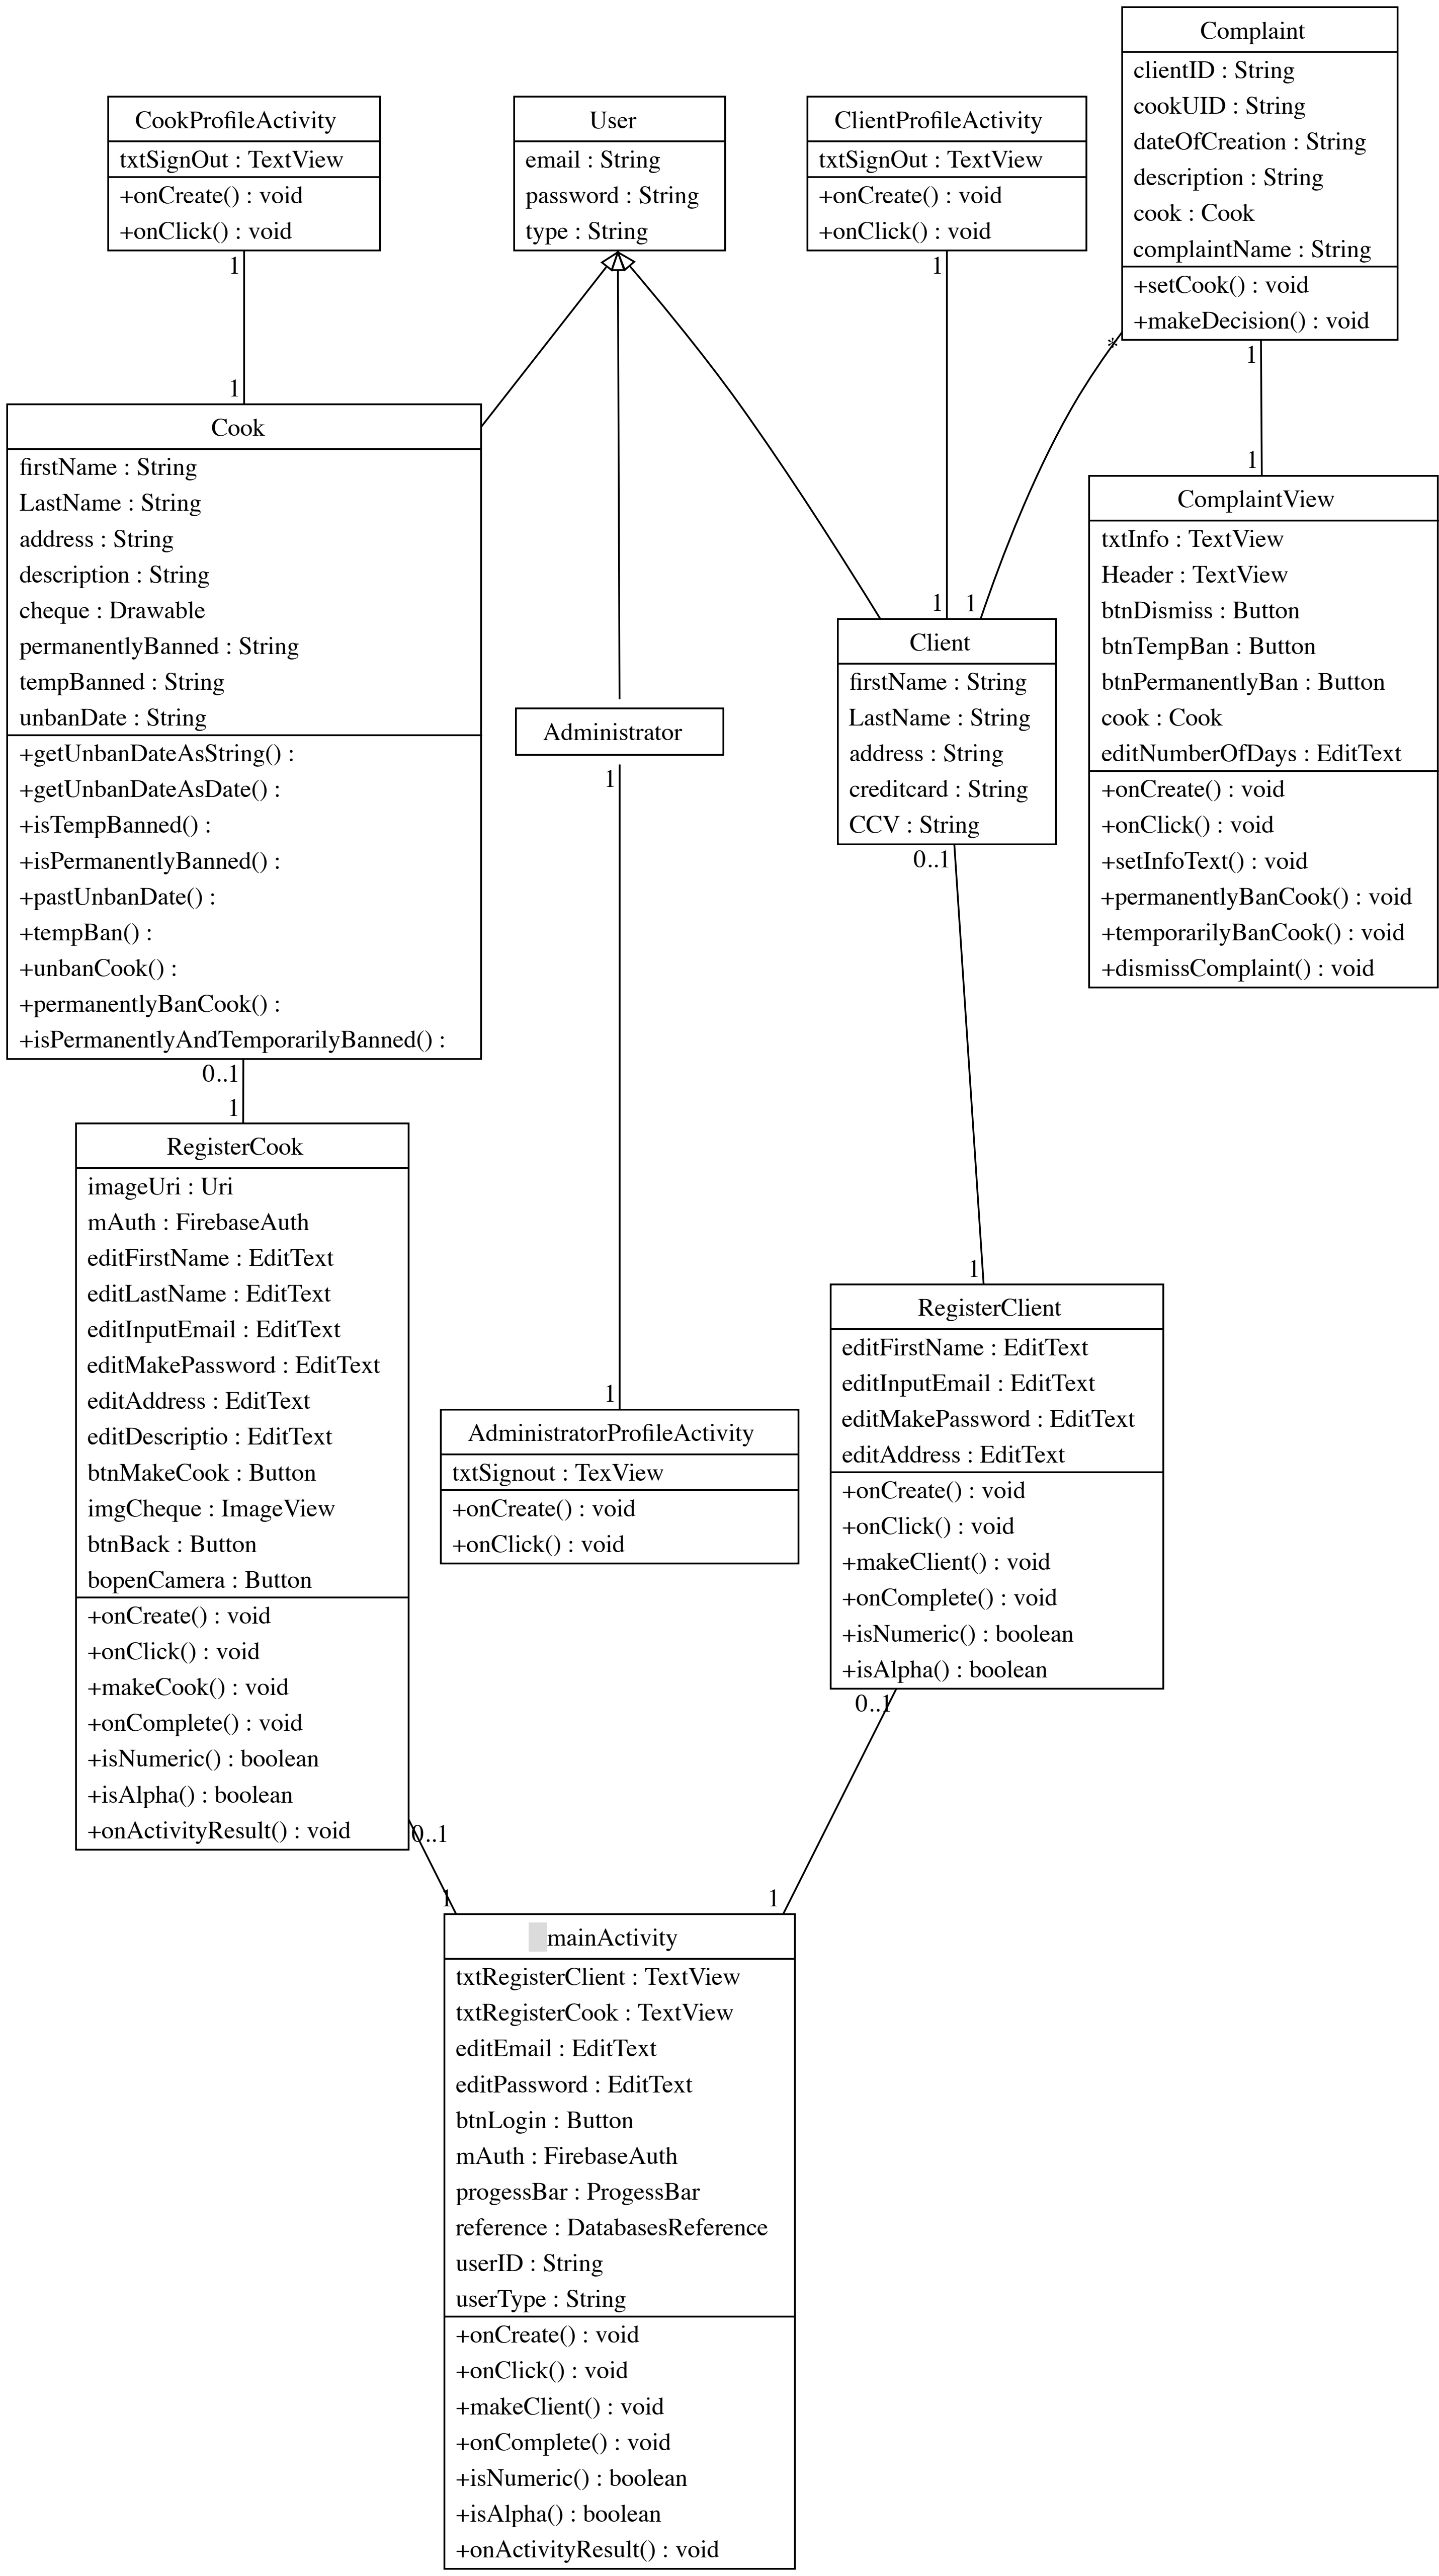 Complaint
clientID : String
cookUID : String
dateOfCreation : String
description : String
cook : Cook
complaintName : String
+setCook() : void
+makeDecision() : void
CookProfileActivity
txtSignOut : TextView
+onCreate() : void
+onClick() : void
User
email : String
password : String
type : String
ClientProfileActivity
txtSignOut : TextView
+onCreate() : void
+onClick() : void
1
1
*
1
1
1
1
1
1
Cook
firstName : String
LastName : String
address : String
description : String
cheque : Drawable
permanentlyBanned : String
tempBanned : String
unbanDate : String
+getUnbanDateAsString() :
+getUnbanDateAsDate() :
+isTempBanned() :
+isPermanentlyBanned() :
+pastUnbanDate() :
+tempBan() :
+unbanCook() :
+permanentlyBanCook() :
+isPermanentlyAndTemporarilyBanned() :
Administrator
1
Client
firstName : String
LastName : String
address : String
creditcard : String
CCV : String
0..1
ComplaintView
txtInfo : TextView
Header : TextView
btnDismiss : Button
btnTempBan : Button
btnPermanentlyBan : Button
cook : Cook
editNumberOfDays : EditText
+onCreate() : void
+onClick() : void
+setInfoText() : void
+permanentlyBanCook() : void
+temporarilyBanCook() : void
+dismissComplaint() : void
0..1
1
RegisterCook
imageUri : Uri
mAuth : FirebaseAuth
editFirstName : EditText
editLastName : EditText
editInputEmail : EditText
editMakePassword : EditText
editAddress : EditText
editDescriptio : EditText
btnMakeCook : Button
imgCheque : ImageView
btnBack : Button
bopenCamera : Button
+onCreate() : void
+onClick() : void
+makeCook() : void
+onComplete() : void
+isNumeric() : boolean
+isAlpha() : boolean
+onActivityResult() : void
0..1
1
AdministratorProfileActivity
txtSignout : TexView
+onCreate() : void
+onClick() : void
1
RegisterClient
editFirstName : EditText
editInputEmail : EditText
editMakePassword : EditText
editAddress : EditText
+onCreate() : void
+onClick() : void
+makeClient() : void
+onComplete() : void
+isNumeric() : boolean
+isAlpha() : boolean
0..1
1
1
mainActivity
txtRegisterClient : TextView
txtRegisterCook : TextView
editEmail : EditText
editPassword : EditText
btnLogin : Button
mAuth : FirebaseAuth
progessBar : ProgessBar
reference : DatabasesReference
userID : String
userType : String
+onCreate() : void
+onClick() : void
+makeClient() : void
+onComplete() : void
+isNumeric() : boolean
+isAlpha() : boolean
+onActivityResult() : void